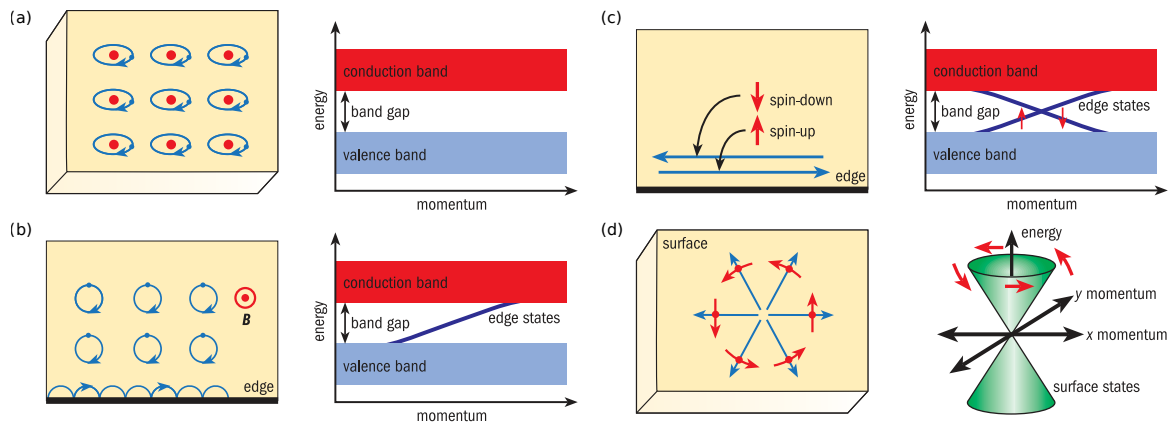 (a)
energy
conduction band
band gap
valence band
momentum
(b)
B
edge
energy
conduction band
band gap
edge states
valence band
momentum
(c)
spin-down
spin-up
edge
energy
conduction band
band gap
edge states
valence band
momentum
(d)
surface
energy
y momentum
x momentum
surface states